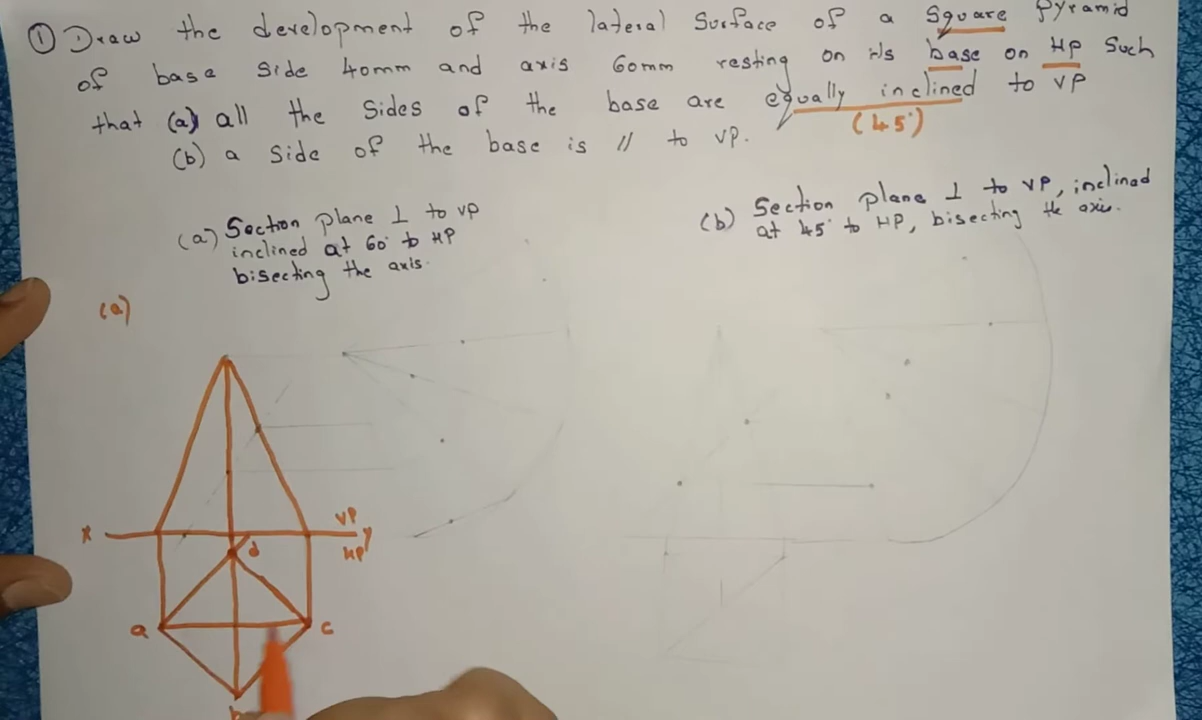 ① Draw the development of the lateral Surface of a Square Pyramid
of base Side 40mm and axis 60mm resting on its base on HP Such
that (a) all the Sides of the base are equally inclined to VP
(45°)
(b) a Side of the base is // to VP.
(a) Section plane ⊥ to VP
inclined at 60° to HP
bisecting the axis.
(b) Section plane ⊥ to VP, inclined
at 45° to HP, bisecting the axis.
(a)
X
VP
Y
HP
d
a
c
b